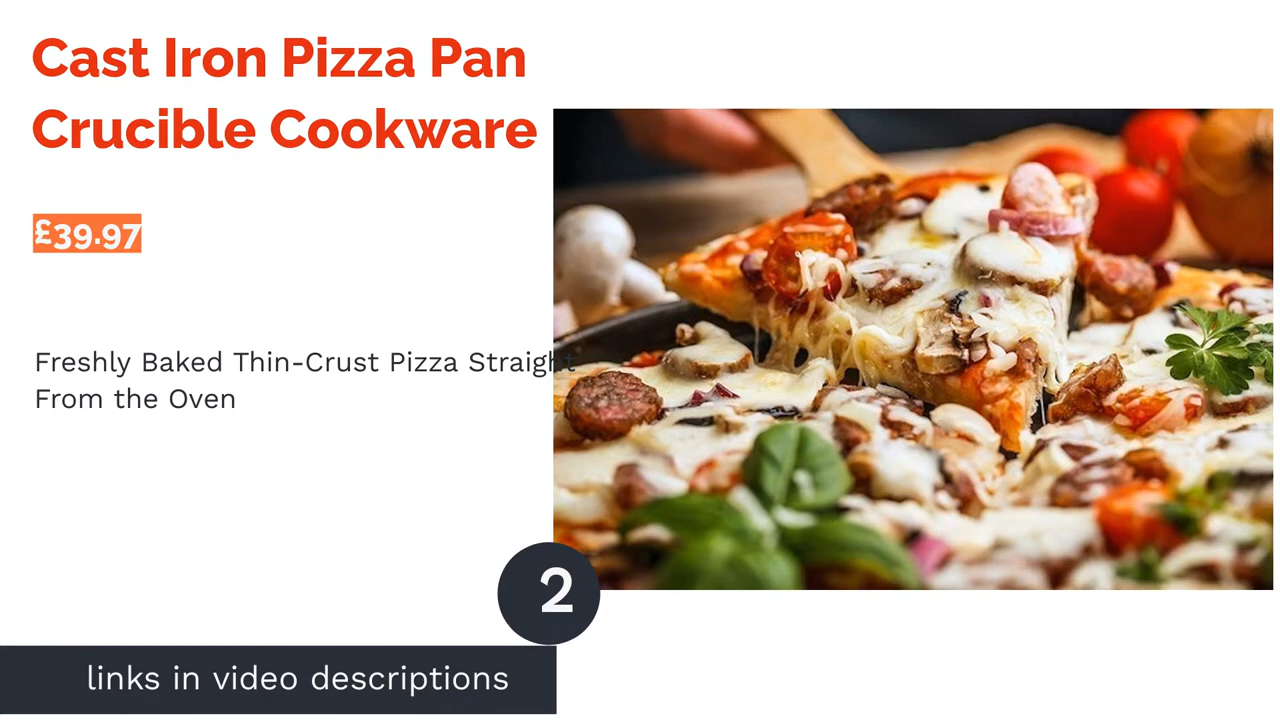 Cast Iron Pizza Pan
Crucible Cookware
£39.97
Freshly Baked Thin-Crust Pizza Straight
From the Oven
2
links in video descriptions